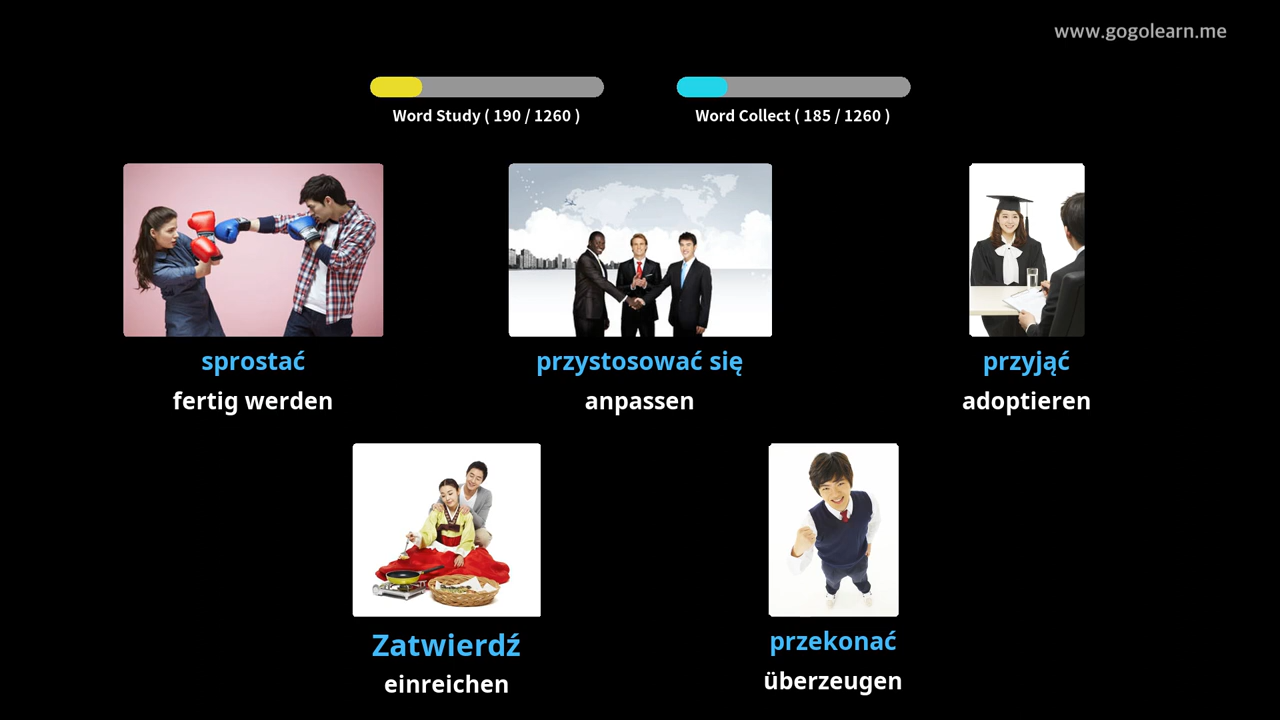 www.gogolearn.me
Word Study ( 190 / 1260 )
Word Collect ( 185 / 1260 )
sprostać
przystosować się
przyjąć
fertig werden
anpassen
adoptieren
Zatwierdź
przekonać
einreichen
überzeugen